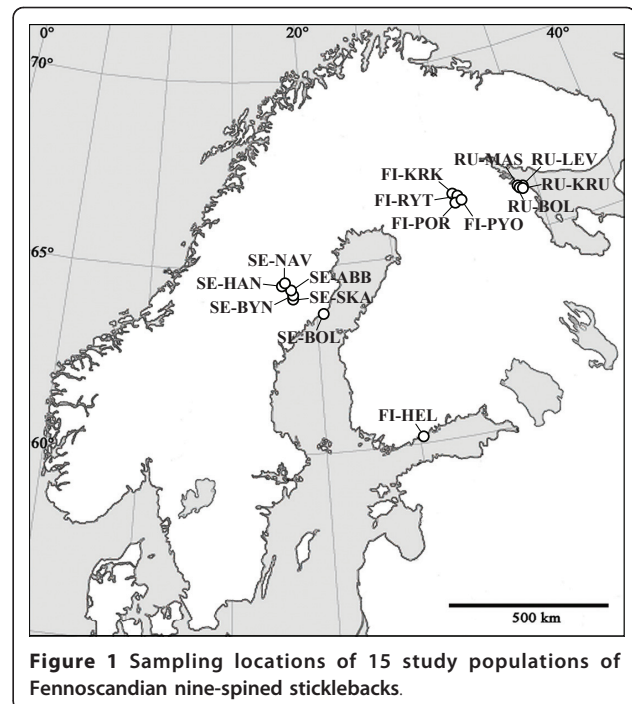 0°
20°
40°
70°
RU-MAS RU-LEV
FI-KRK
RU-KRU
FI-RYT
RU-BOL
FI-POR FI-PYO
65°
SE-NAV
SE-HAN SE-ABB
SE-BYN SE-SKA
SE-BOL
FI-HEL
60°
500 km
Figure 1 Sampling locations of 15 study populations of
Fennoscandian nine-spined sticklebacks.